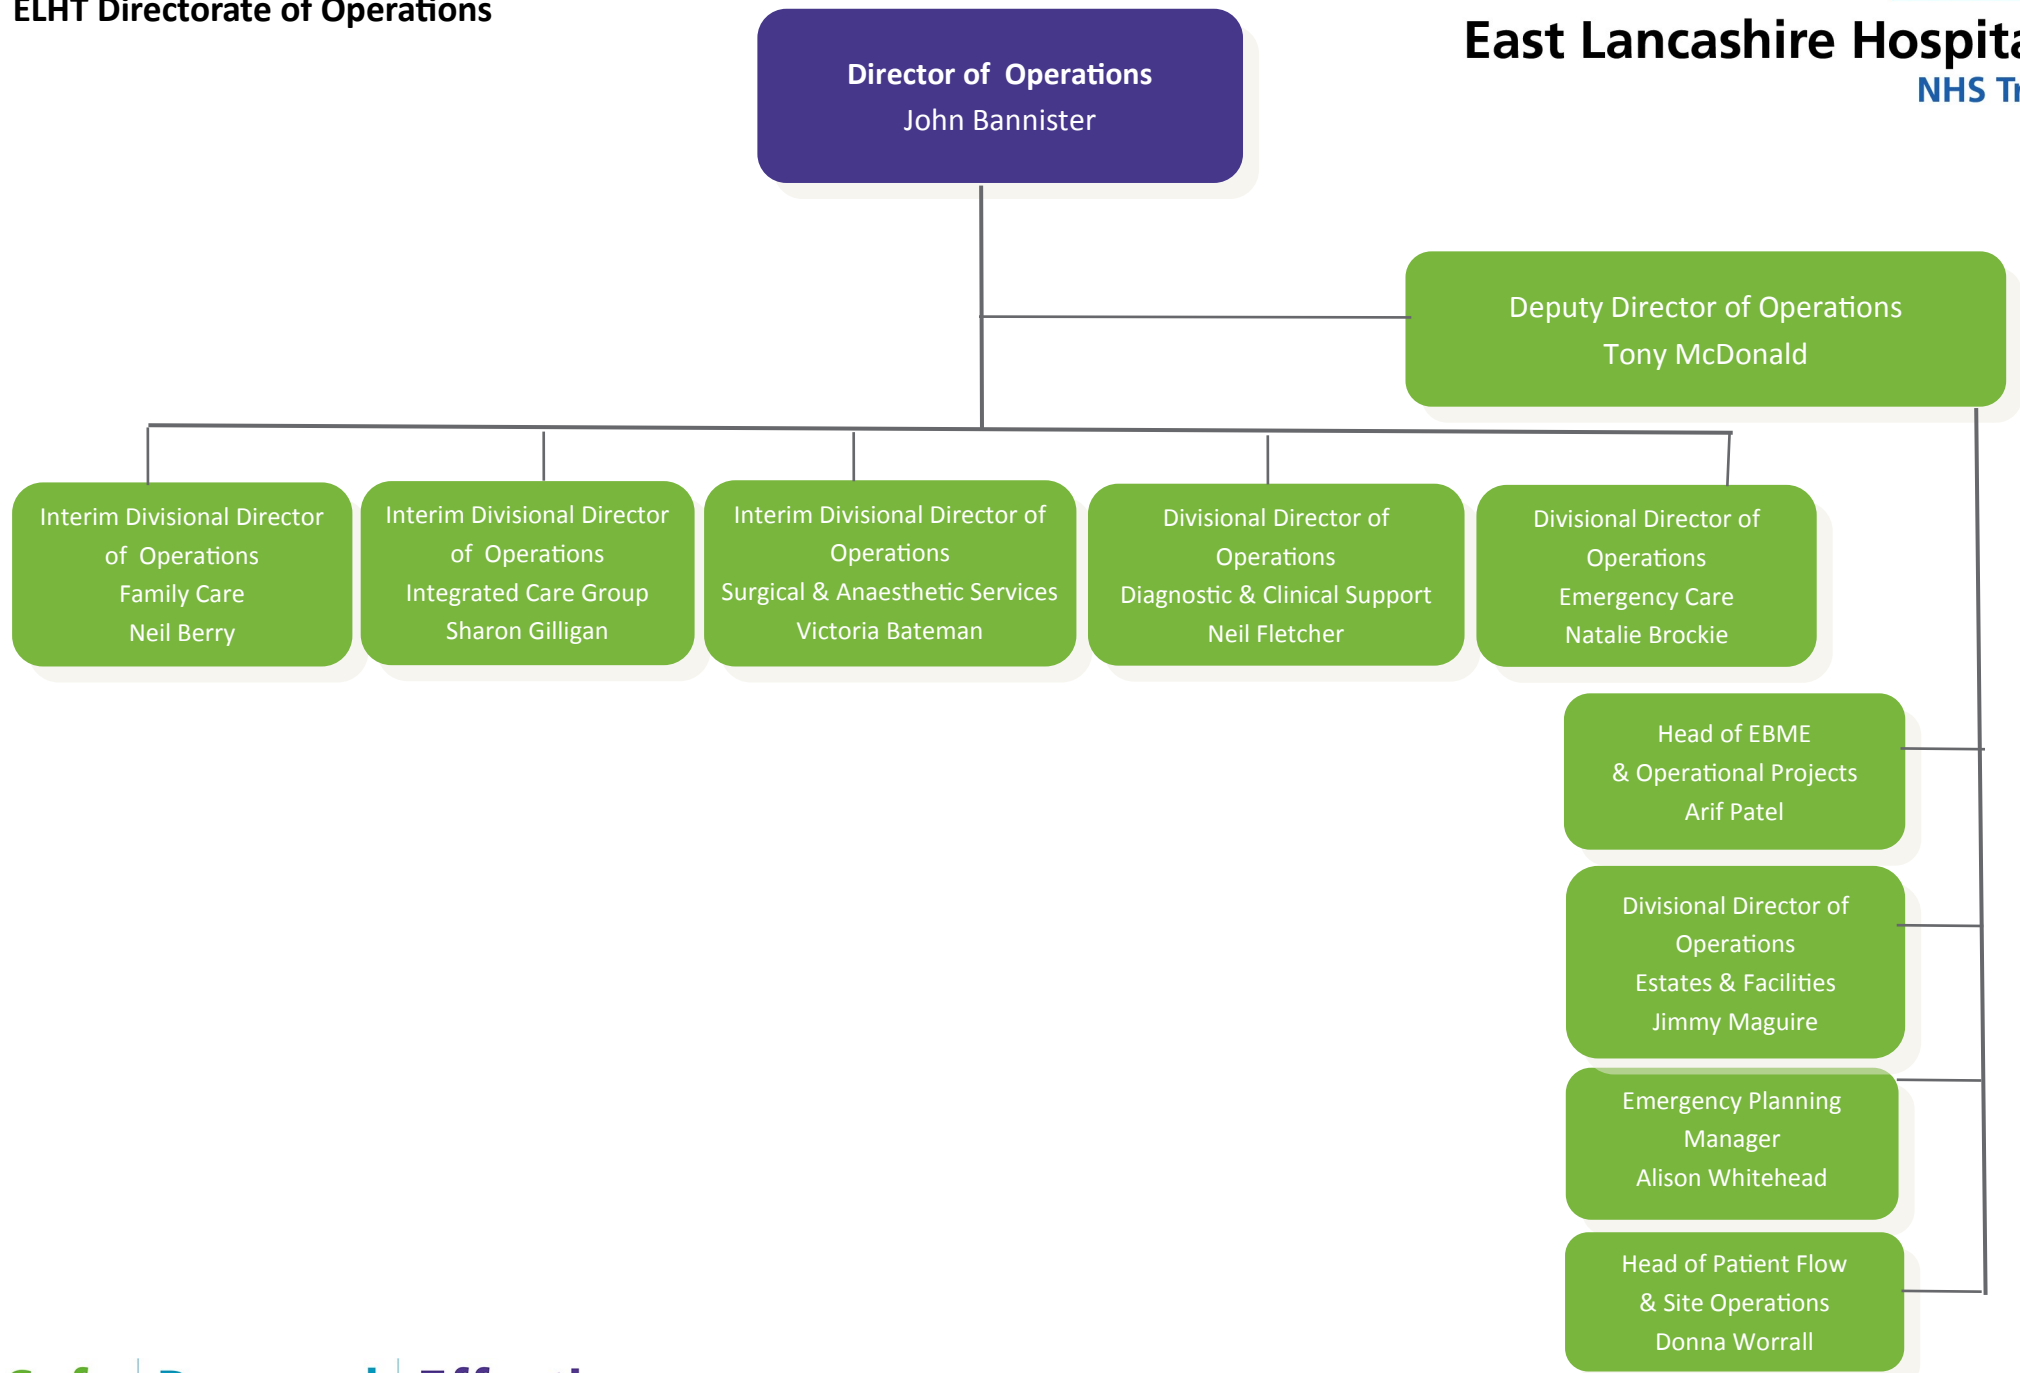 ELHT Directorate of Operations
East Lancashire
NHS
Director of Operations
John Bannister
Deputy Director of Operations
Tony McDonald
Interim Divisional Director
of Operations
Family Care
Neil Berry
Interim Divisional Director
of Operations
Integrated Care Group
Sharon Gilligan
Interim Divisional Director of
Operations
Surgical & Anaesthetic Services
Victoria Bateman
Divisional Director of
Operations
Diagnostic & Clinical Support
Neil Fletcher
Divisional Director of
Operations
Emergency Care
Natalie Brockie
Head of EBME
& Operational Projects
Arif Patel
Divisional Director of
Operations
Estates & Facilities
Jimmy Maguire
Emergency Planning
Manager
Alison Whitehead
Head of Patient Flow
& Site Operations
Donna Worrall